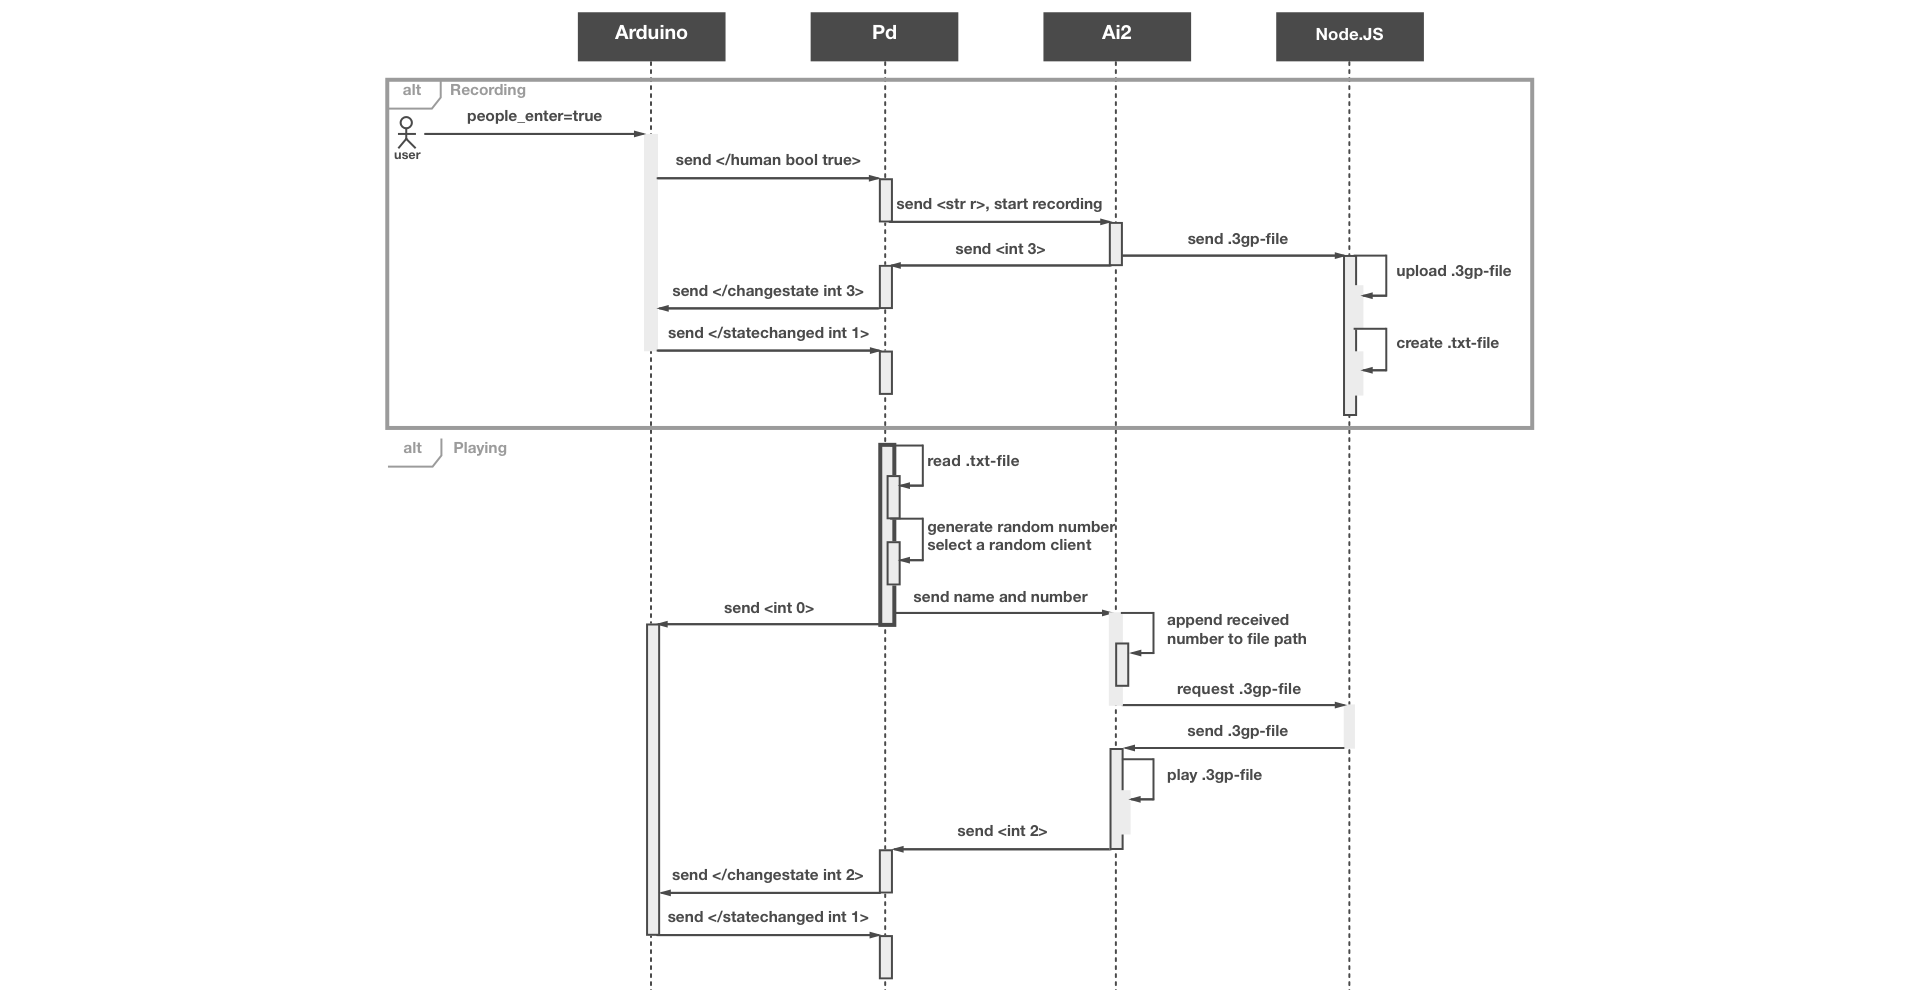 Arduino
Pd
Ai2
Node.JS
alt
Recording
people_enter=true
user
send </human bool true>
send <str r>, start recording
send .3gp-file
send <int 3>
upload .3gp-file
send </changestate int 3>
send </statechanged int 1>
create .txt-file
alt
Playing
read .txt-file
generate random number
select a random client
send name and number
send <int 0>
append received
number to file path
request .3gp-file
send .3gp-file
play .3gp-file
send <int 2>
send </changestate int 2>
send </statechanged int 1>